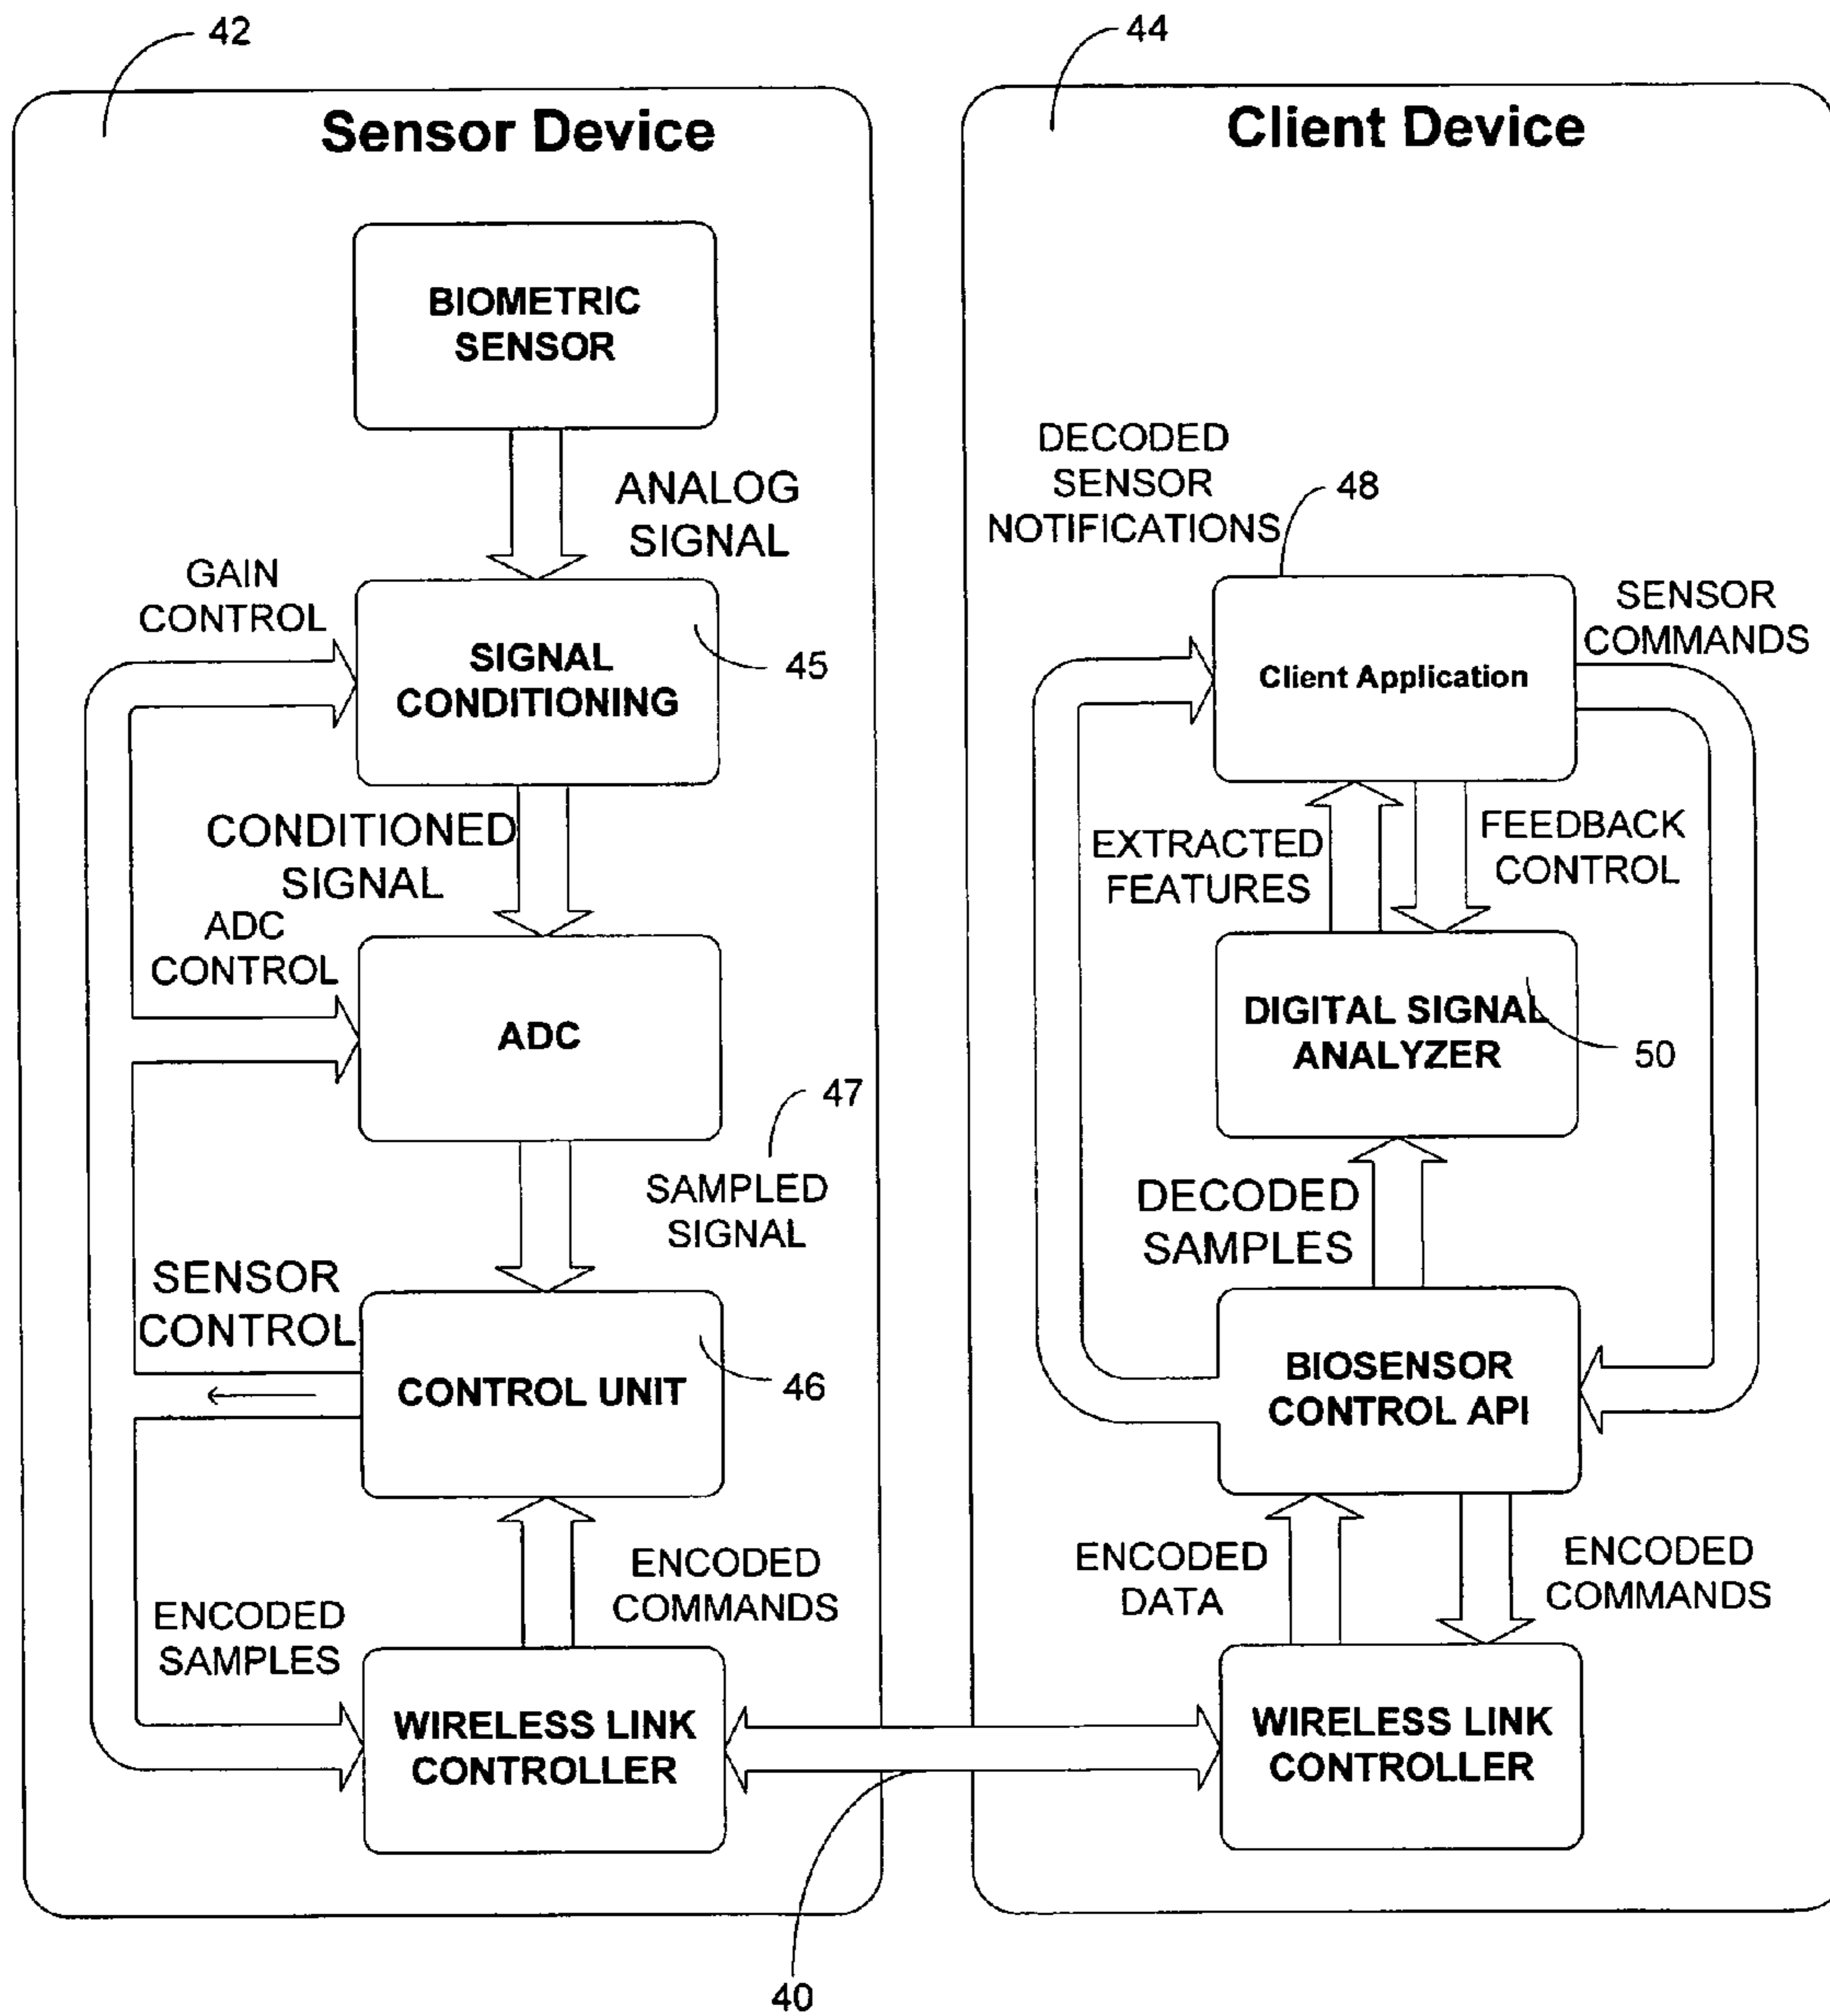 42
Sensor Device
BIOMETRIC
SENSOR
ANALOG
SIGNAL
GAIN
CONTROL
SIGNAL
CONDITIONING
45
CONDITIONED
SIGNAL
ADC
CONTROL
ADC
47
SAMPLED
SIGNAL
SENSOR
CONTROL
CONTROL UNIT
46
ENCODED
COMMANDS
ENCODED
SAMPLES
WIRELESS LINK
CONTROLLER
40
44
Client Device
DECODED
SENSOR
NOTIFICATIONS
48
Client Application
SENSOR
COMMANDS
EXTRACTED
FEATURES
FEEDBACK
CONTROL
DIGITAL SIGNAL
ANALYZER
50
DECODED
SAMPLES
BIOSENSOR
CONTROL API
ENCODED
DATA
ENCODED
COMMANDS
WIRELESS LINK
CONTROLLER